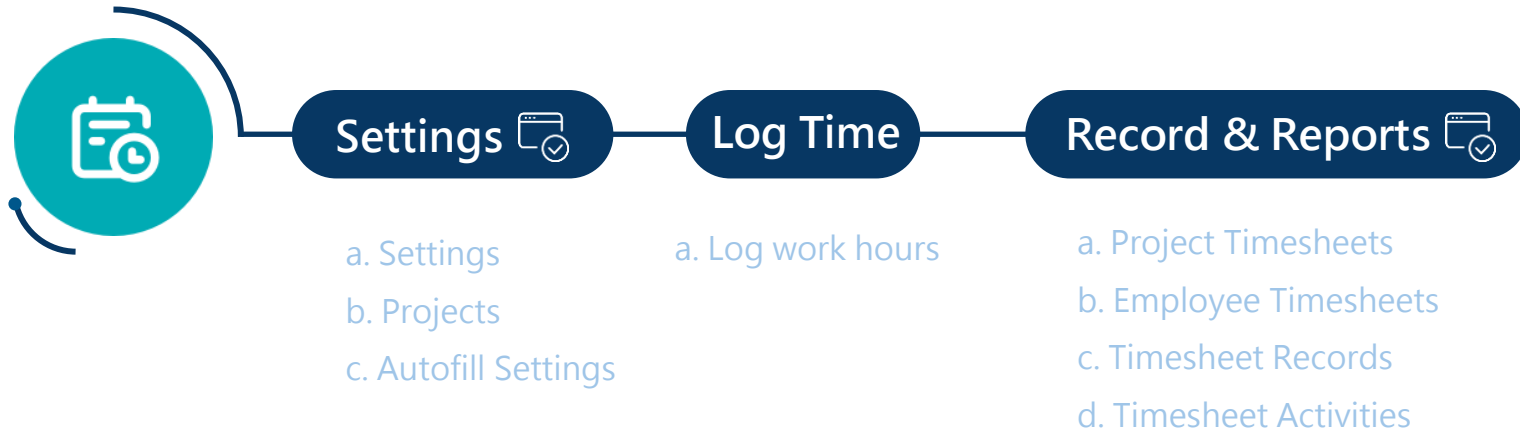 Settings
a. Settings
b. Projects
c. Autofill Settings
Log Time
a. Log work hours
Record & Reports
a. Project Timesheets
b. Employee Timesheets
c. Timesheet Records
d. Timesheet Activities